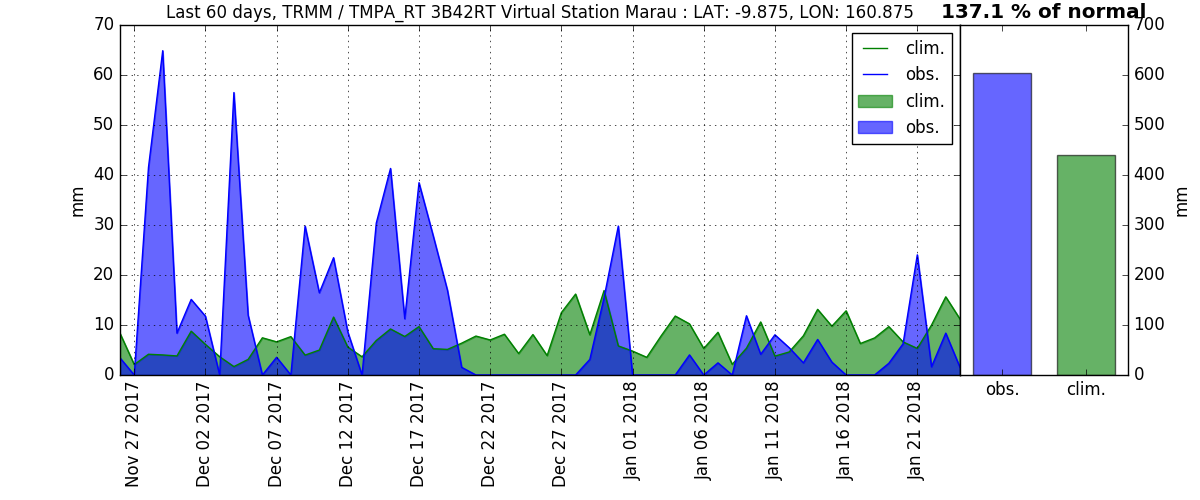 Last 60 days, TRMM / TMPA_RT 3B42RT Virtual Station Marau : LAT: -9.875, LON: 160.875
137.1 % of normal
70
60
50
40
30
20
10
0
mm
clim.
obs.
clim.
obs.
Nov 27 2017
Dec 02 2017
Dec 07 2017
Dec 12 2017
Dec 17 2017
Dec 22 2017
Dec 27 2017
Jan 01 2018
Jan 06 2018
Jan 11 2018
Jan 16 2018
Jan 21 2018
700
600
500
400
300
200
100
0
mm
obs.
clim.